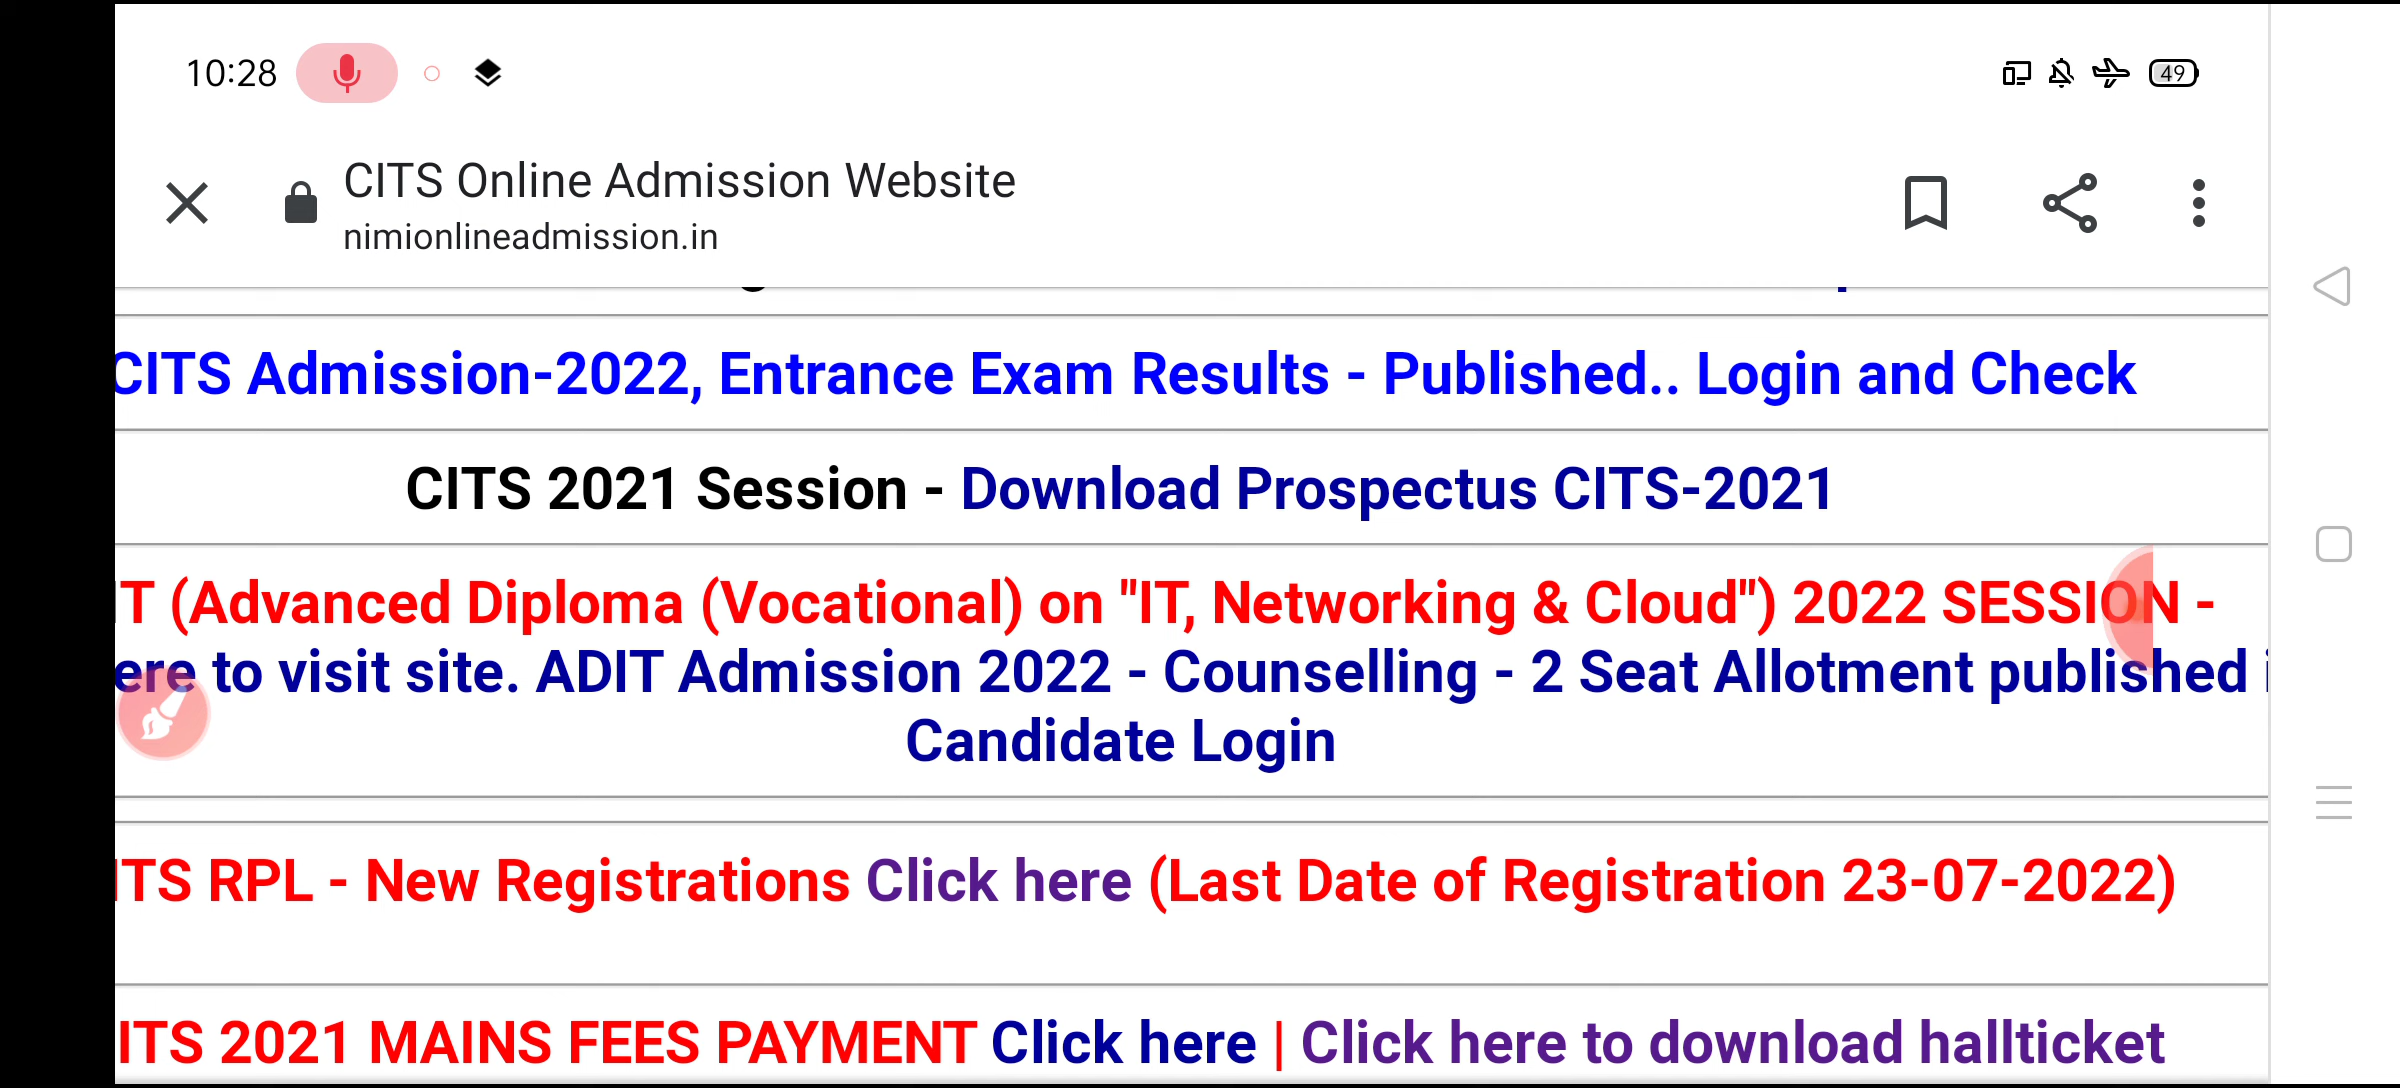 10:28
49
CITS Online Admission Website
nimionlineadmission.in
CITS Admission-2022, Entrance Exam Results - Published.. Login and Check
CITS 2021 Session - Download Prospectus CITS-2021
T (Advanced Diploma (Vocational) on "IT, Networking & Cloud") 2022 SESSION -
ere to visit site. ADIT Admission 2022 - Counselling - 2 Seat Allotment published i
Candidate Login
ITS RPL - New Registrations Click here (Last Date of Registration 23-07-2022)
ITS 2021 MAINS FEES PAYMENT Click here | Click here to download hallticket